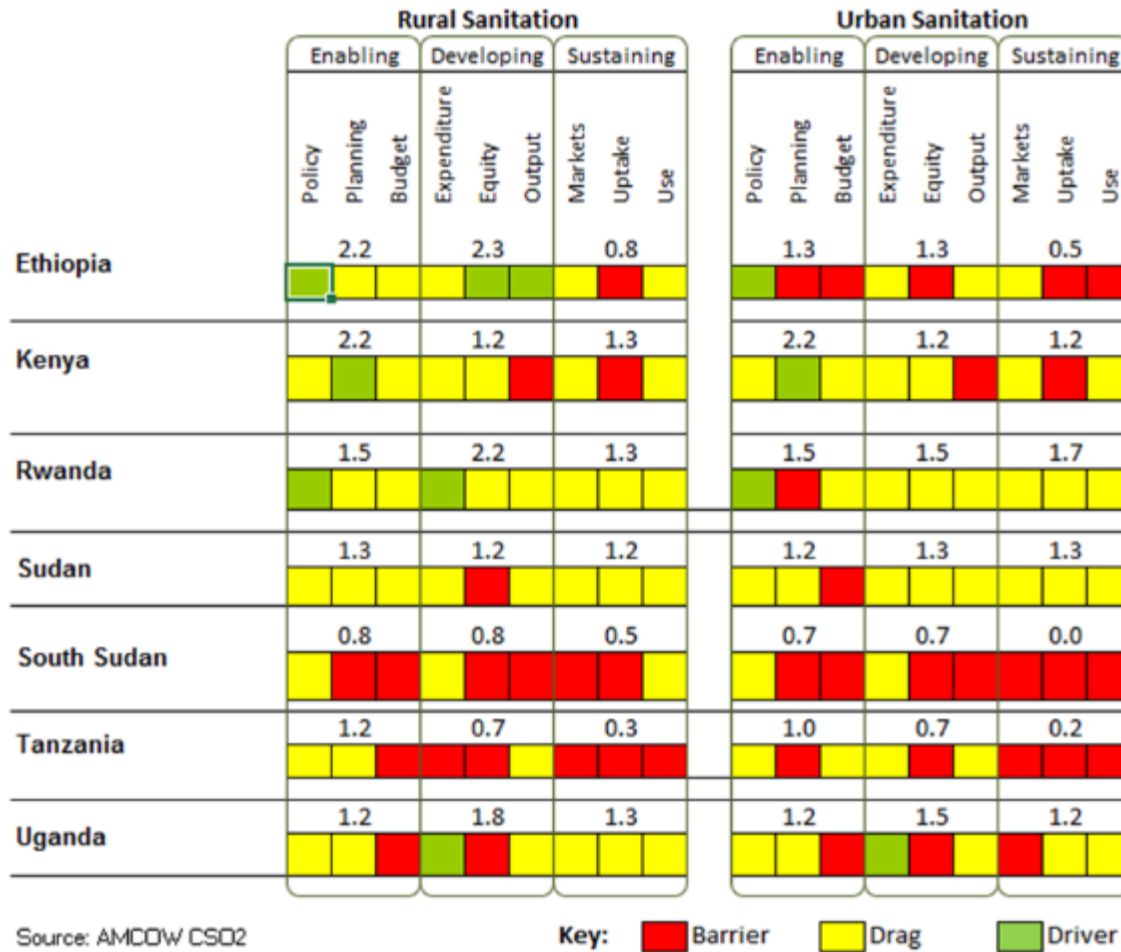 Rural Sanitation Urban Sanitation
Enabling Developing Sustaining Enabling Developing Sustaining
Policy Planning Budget Expenditure Equity Output Markets Uptake Use Policy Planning Budget Expenditure Equity Output Markets Uptake Use
Ethiopia 2.2 2.3 0.8 1.3 1.3 0.5
Kenya 2.2 1.2 1.3 2.2 1.2 1.2
Rwanda 1.5 2.2 1.3 1.5 1.5 1.7
Sudan 1.3 1.2 1.2 1.2 1.3 1.3
South Sudan 0.8 0.8 0.5 0.7 0.7 0.0
Tanzania 1.2 0.7 0.3 1.0 0.7 0.2
Uganda 1.2 1.8 1.3 1.2 1.5 1.2
Source: AMCOW CSO2 Key: Barrier Drag Driver